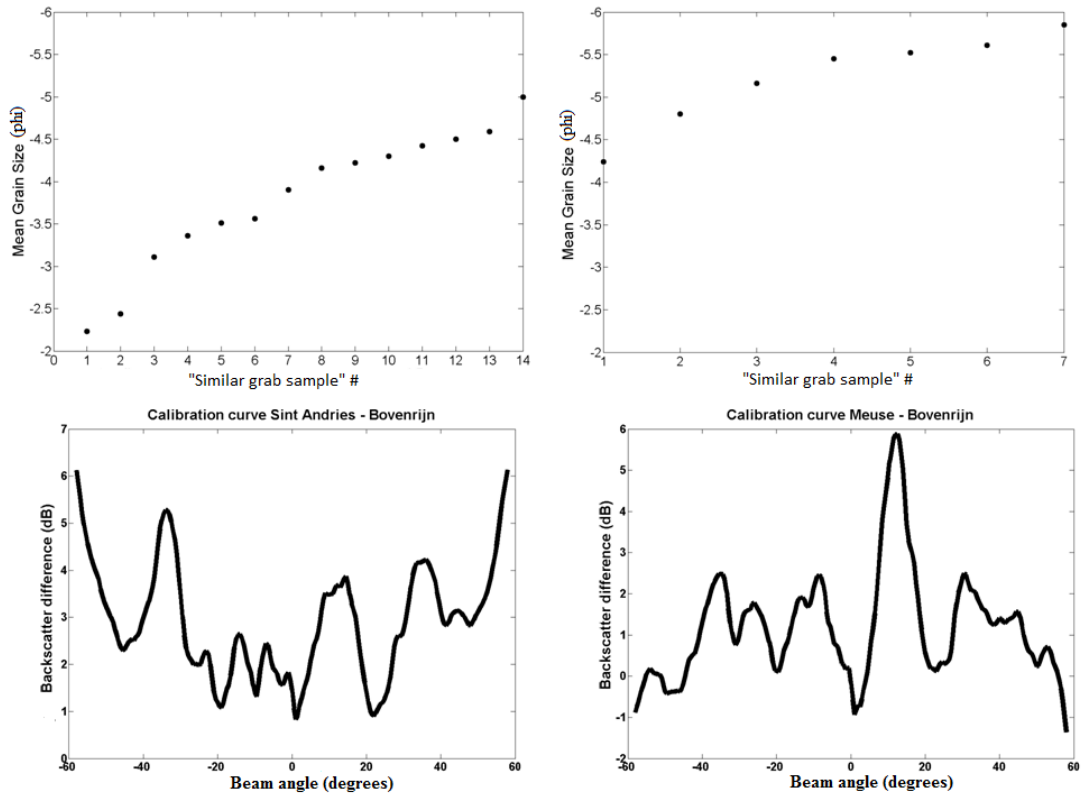 -6
-5.5
-5
-4.5
-4
-3.5
-3
-2.5
-2
Mean Grain Size (phi)
0 1 2 3 4 5 6 7 8 9 10 11 12 13 14
"Similar grab sample" #
-6
-5.5
-5
-4.5
-4
-3.5
-3
-2.5
-2
Mean Grain Size (phi)
1 2 3 4 5 6 7
"Similar grab sample" #
Calibration curve Sint Andries - Bovenrijn
7
6
5
4
3
2
1
0
Backscatter difference (dB)
-60 -40 -20 0 20 40 60
Beam angle (degrees)
Calibration curve Meuse - Bovenrijn
6
5
4
3
2
1
0
-1
-2
Backscatter difference (dB)
-60 -40 -20 0 20 40 60
Beam angle (degrees)